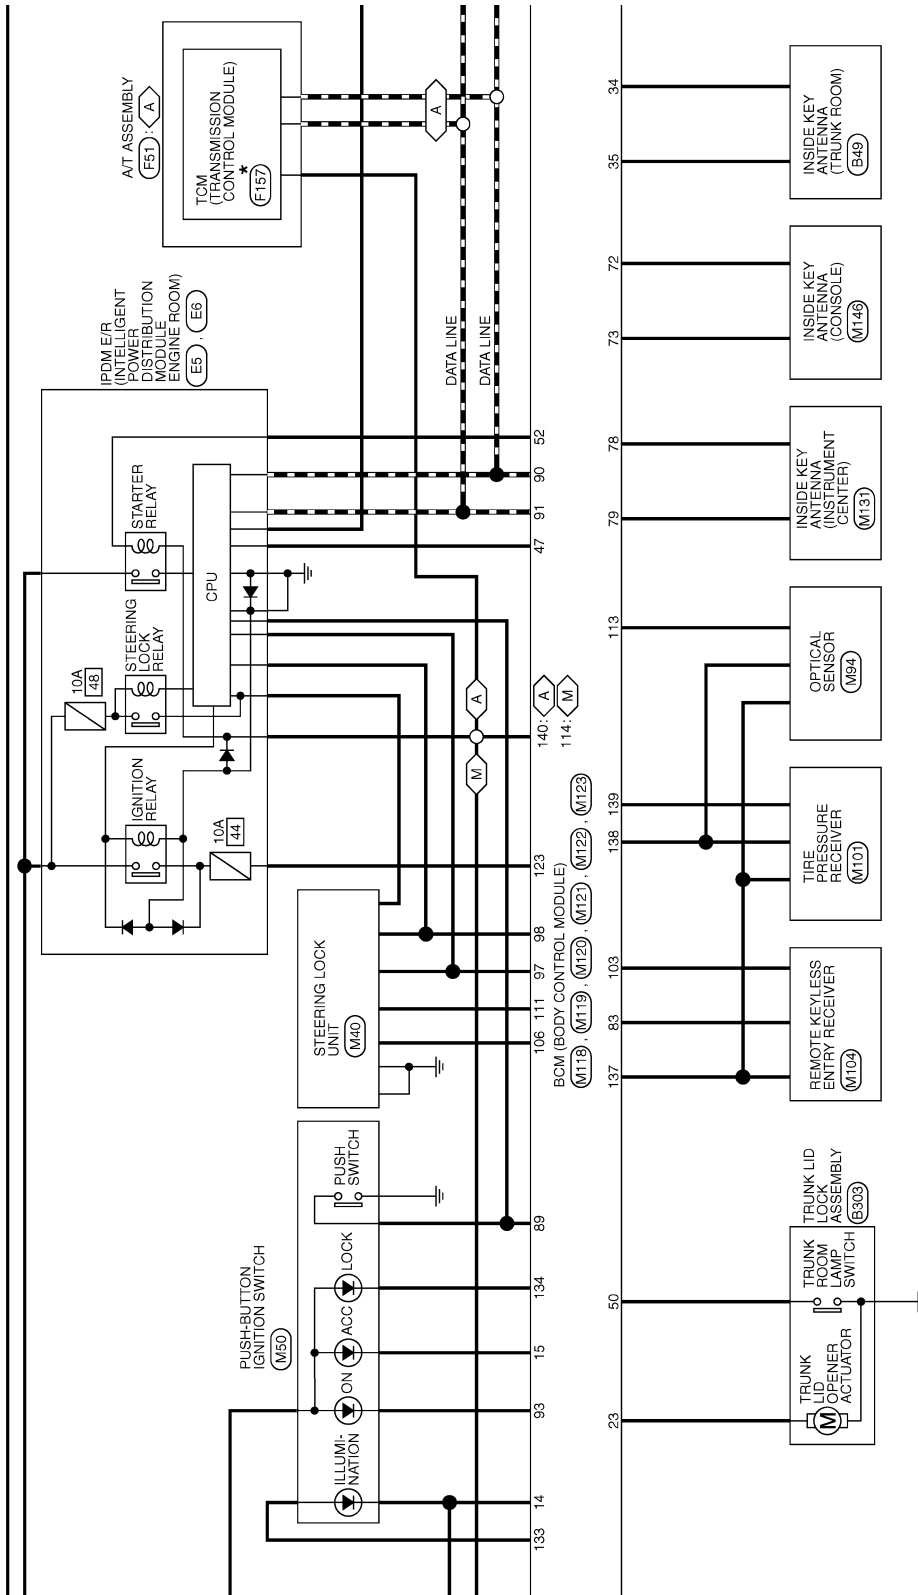 A/T ASSEMBLY
F51 : A
TCM
(TRANSMISSION
CONTROL MODULE)
*
F157
A
IPDM E/R
(INTELLIGENT
POWER
DISTRIBUTION
MODULE
ENGINE ROOM)
E5 , E6
DATA LINE
DATA LINE
STARTER
RELAY
CPU
STEERING
LOCK
RELAY
10A
48
IGNITION
RELAY
10A
44
A
M
STEERING LOCK
UNIT
M40
PUSH-BUTTON
IGNITION SWITCH
M50
PUSH
SWITCH
LOCK
ACC
ON
ILLUMI-
NATION
133
14
93
15
134
89
106
111
97
98
123
140: A
114: M
47
91
90
52
BCM (BODY CONTROL MODULE)
M118 , M119 , M120 , M121 , M122 , M123
23
50
137
83
103
138
139
113
79
78
73
72
35
34
TRUNK LID
LOCK
ASSEMBLY
B303
TRUNK
LID
OPENER
ACTUATOR
M
TRUNK
ROOM
LAMP
SWITCH
REMOTE KEYLESS
ENTRY RECEIVER
M104
TIRE
PRESSURE
RECEIVER
M101
OPTICAL
SENSOR
M94
INSIDE KEY
ANTENNA
(INSTRUMENT
CENTER)
M131
INSIDE KEY
ANTENNA
(CONSOLE)
M146
INSIDE KEY
ANTENNA
(TRUNK ROOM)
B49